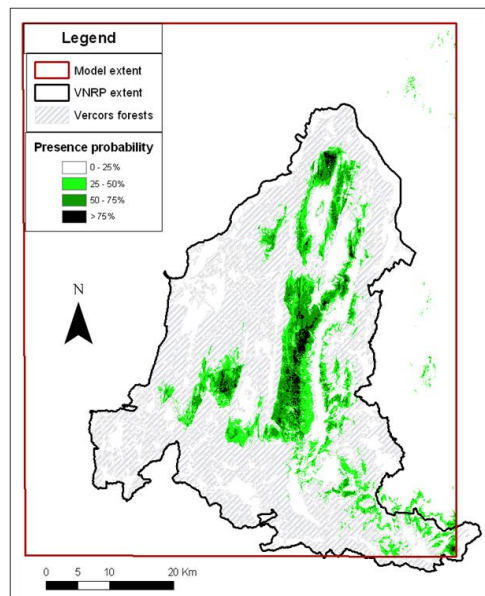 Legend
Model extent
VNRP extent
Vercors forests
Presence probability
0 - 25%
25 - 50%
50 - 75%
>75%
N
0 5 10 20 Km